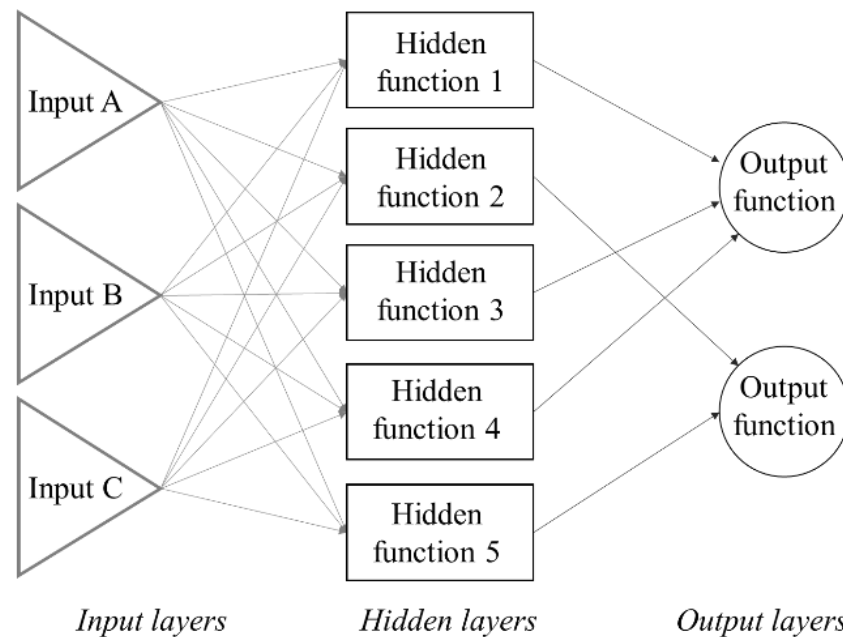 Input A
Input B
Input C
Hidden
function 1
Hidden
function 2
Hidden
function 3
Hidden
function 4
Hidden
function 5
Output
function
Output
function
Input layers
Hidden layers
Output layers